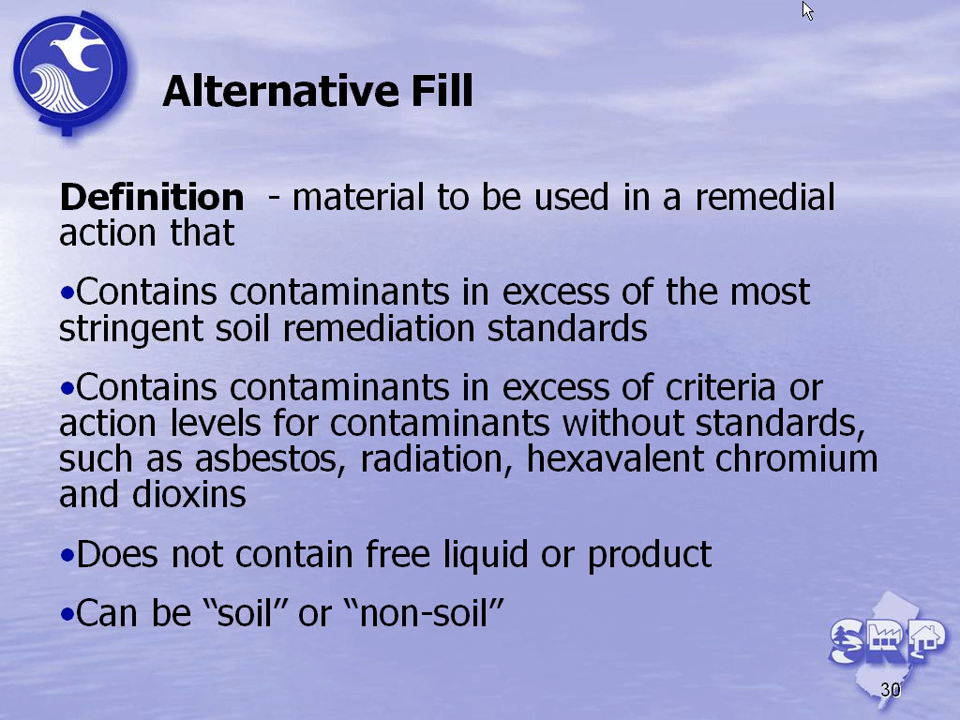 Alternative Fill
Definition - material to be used in a remedial
action that
•Contains contaminants in excess of the most
stringent soil remediation standards
•Contains contaminants in excess of criteria or
action levels for contaminants without standards,
such as asbestos, radiation, hexavalent chromium
and dioxins
•Does not contain free liquid or product
•Can be “soil” or “non-soil”
SRP
30